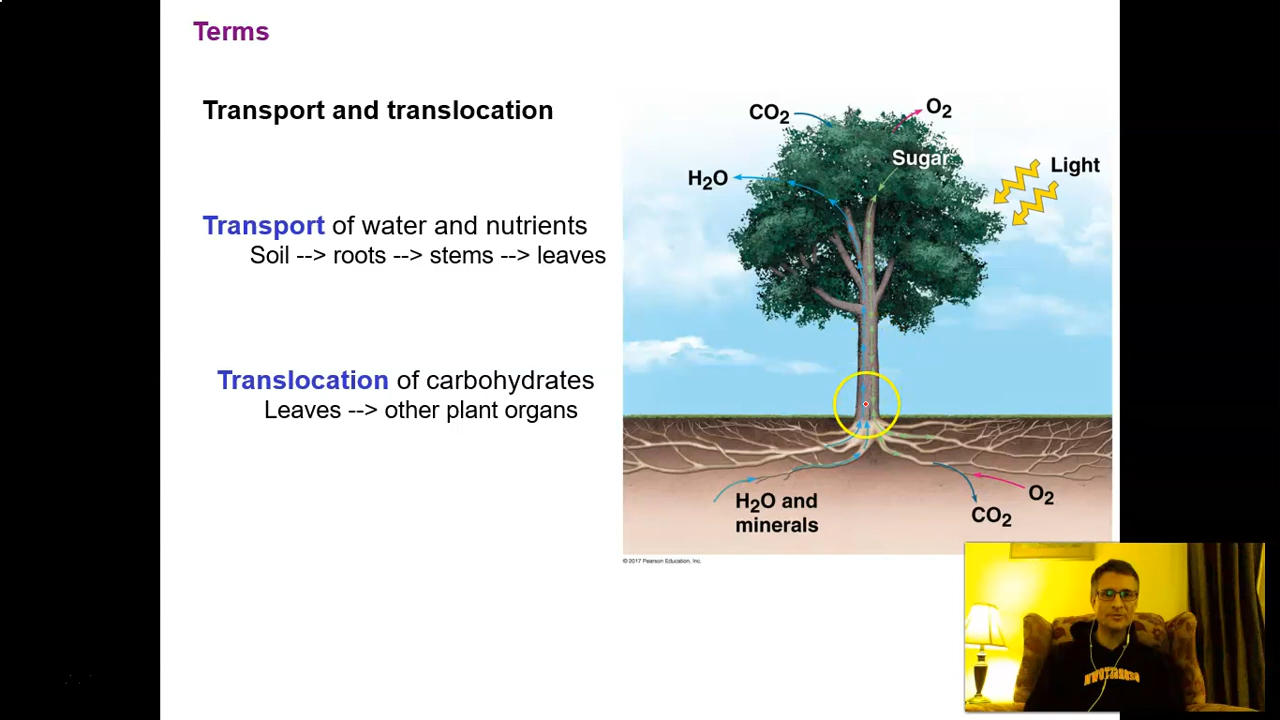 Terms
Transport and translocation
Transport of water and nutrients
Soil --> roots --> stems --> leaves
Translocation of carbohydrates
Leaves --> other plant organs
CO2
O2
Sugar
H2O
Light
H2O and
minerals
O2
CO2
© 2017 Pearson Education, Inc.